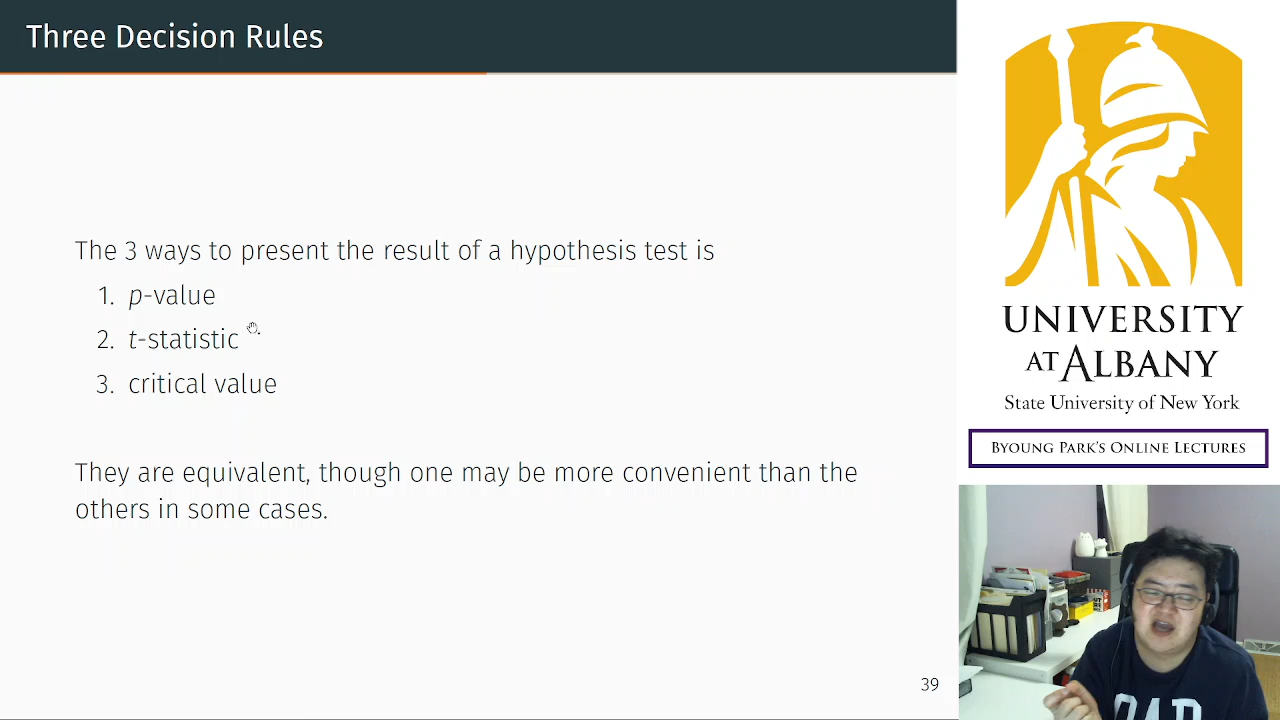 Three Decision Rules
The 3 ways to present the result of a hypothesis test is
1. p-value
2. t-statistic
3. critical value
They are equivalent, though one may be more convenient than the
others in some cases.
39
UNIVERSITY
AT ALBANY
State University of New York
BYOUNG PARK'S ONLINE LECTURES